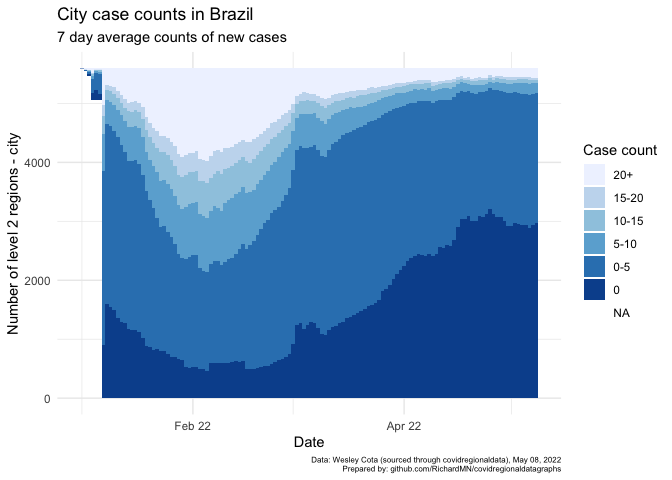 City case counts in Brazil
7 day average counts of new cases
Number of level 2 regions - city
4000
2000
0
Feb 22
Apr 22
Date
Case count
20+
15-20
10-15
5-10
0-5
0
NA
Data: Wesley Cota (sourced through covidregionaldata), May 08, 2022
Prepared by: github.com/RichardMN/covidregionaldatagraphs